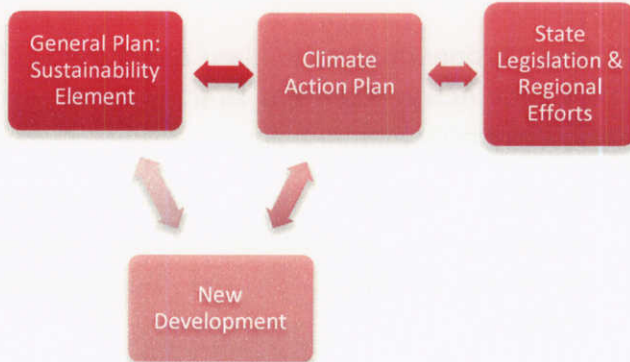 General Plan:
Sustainability
Element
Climate
Action Plan
State
Legislation &
Regional
Efforts
New
Development